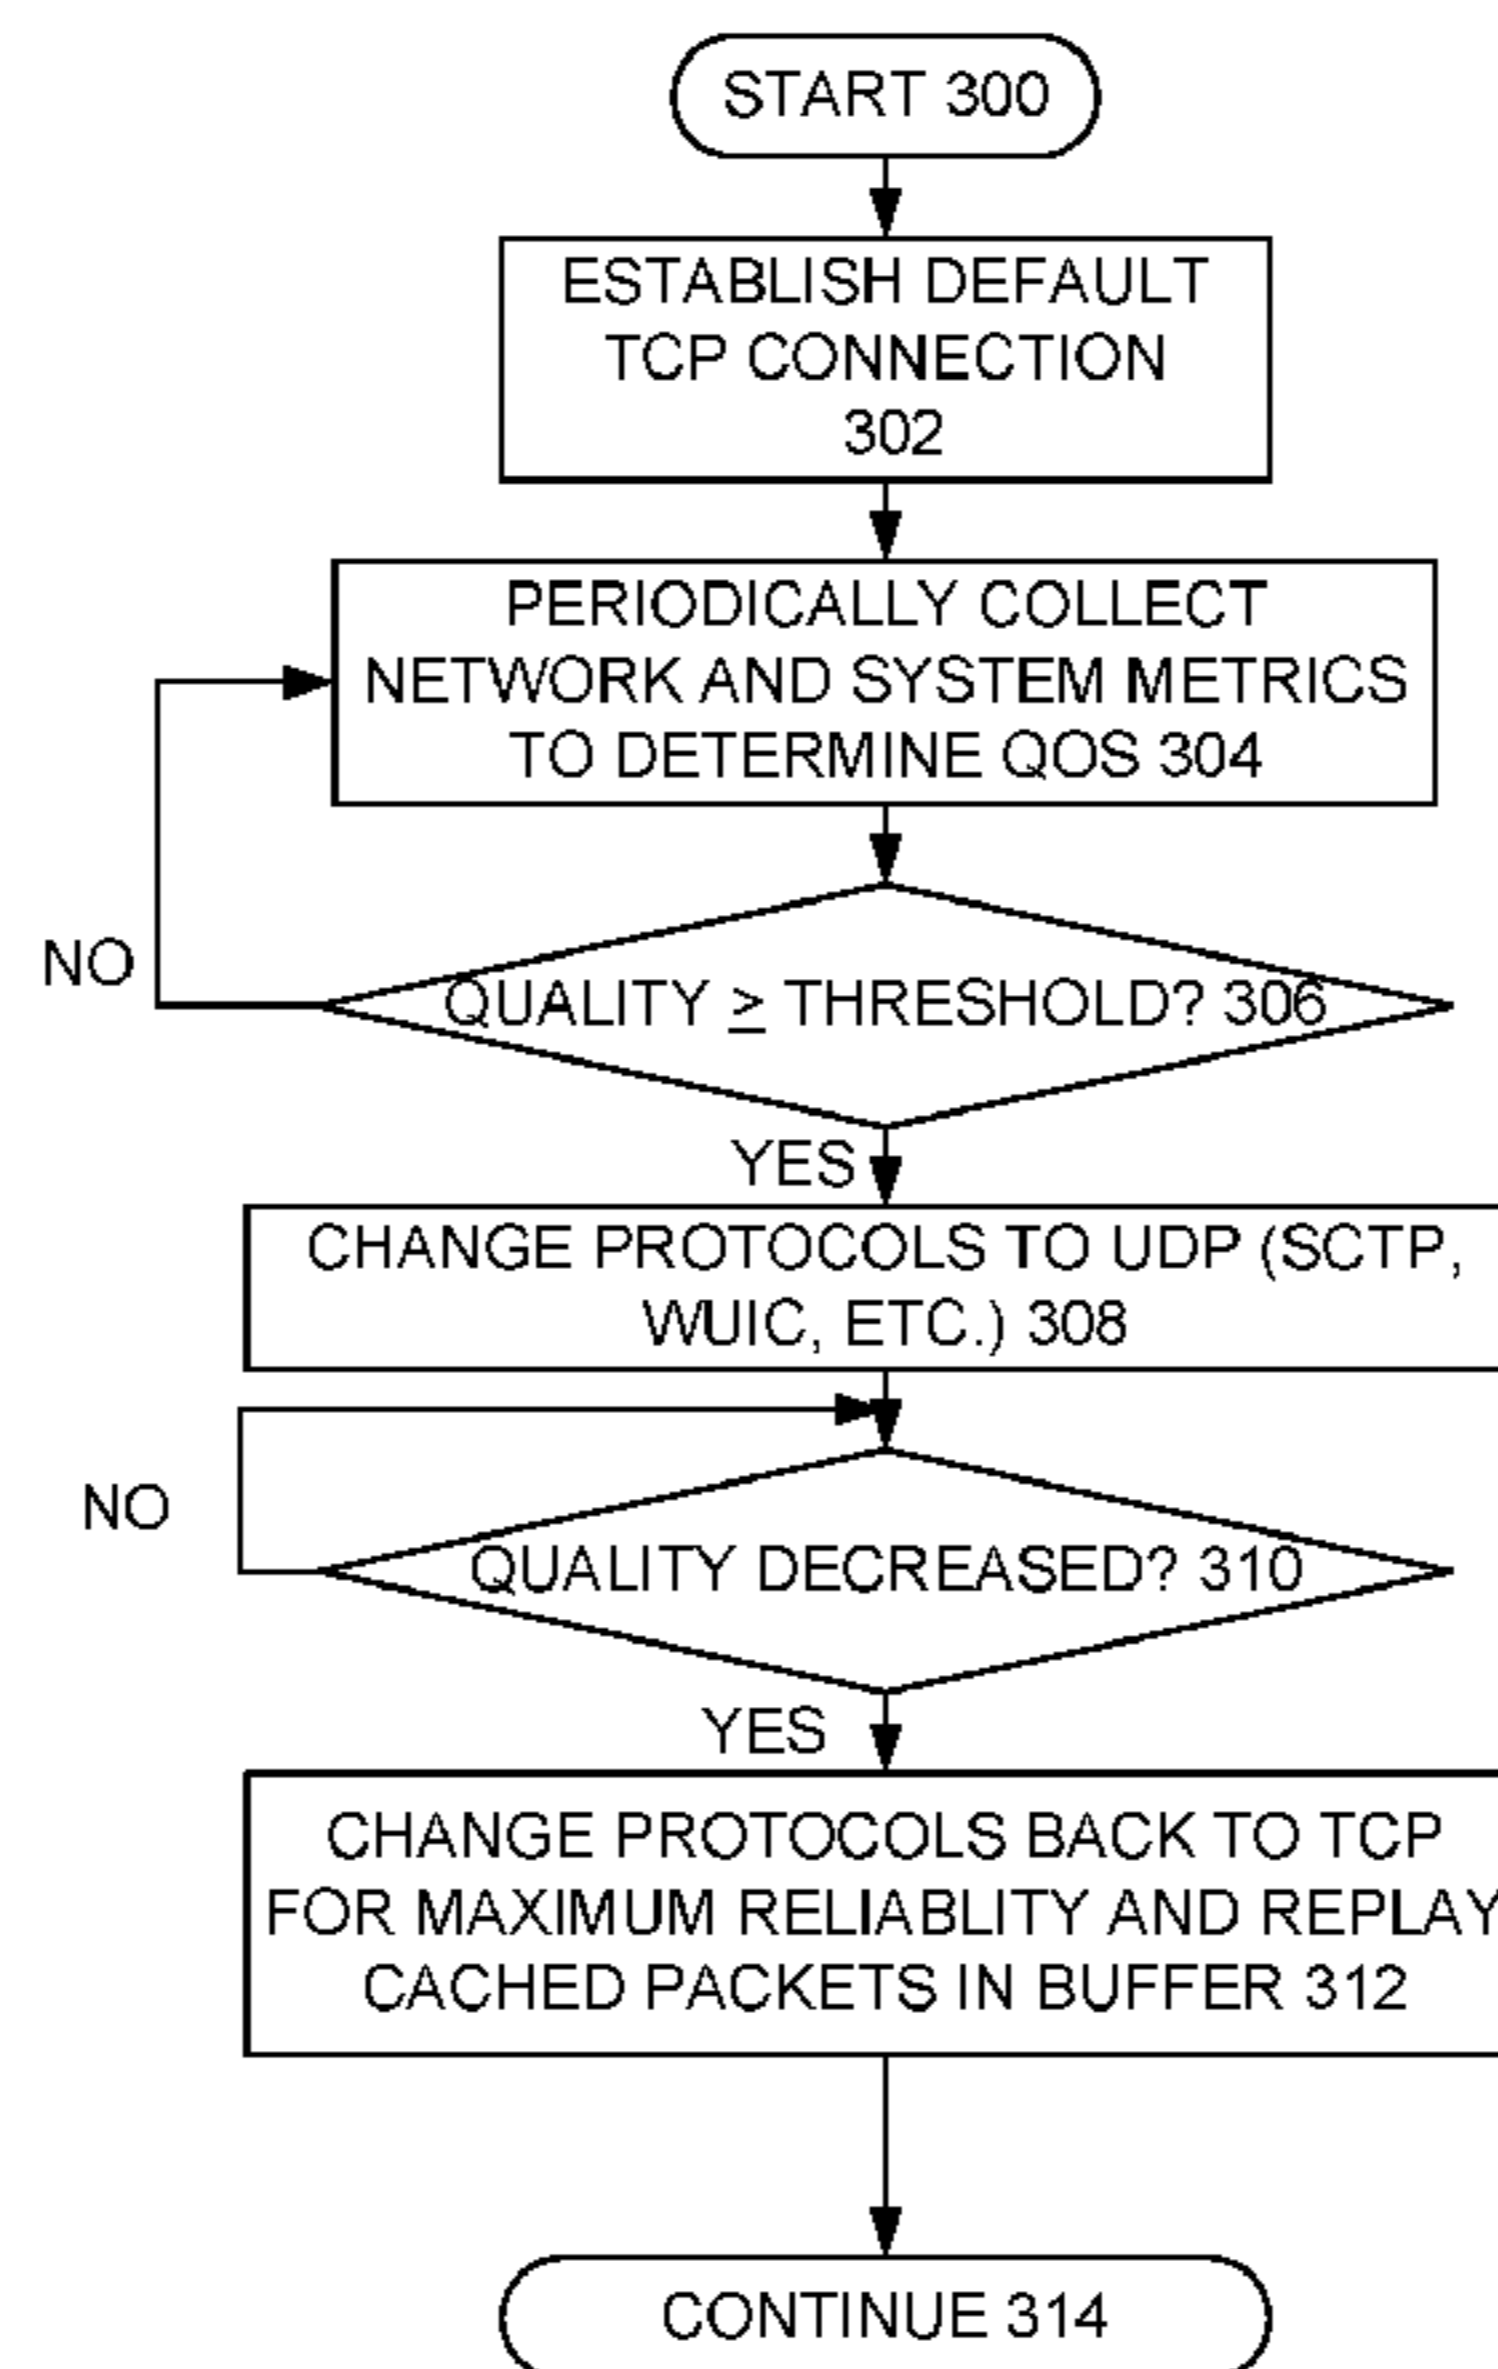 START 300
ESTABLISH DEFAULT
TCP CONNECTION
302
PERIODICALLY COLLECT
NETWORK AND SYSTEM METRICS
TO DETERMINE QOS 304
NO
QUALITY ≥ THRESHOLD? 306
YES
CHANGE PROTOCOLS TO UDP (SCTP,
WUIC, ETC.) 308
NO
QUALITY DECREASED? 310
YES
CHANGE PROTOCOLS BACK TO TCP
FOR MAXIMUM RELIABLITY AND REPLAY
CACHED PACKETS IN BUFFER 312
CONTINUE 314